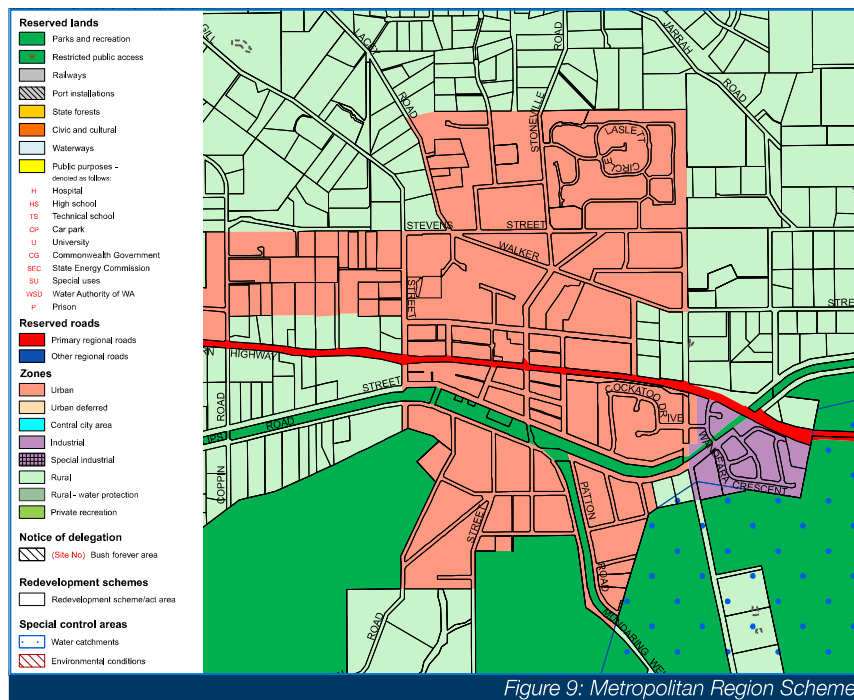 Reserved lands
Parks and recreation
R Restricted public access
Railways
Port installations
State forests
Civic and cultural
Waterways
Public purposes –
denoted as follows:
H Hospital
HS High school
TS Technical school
CP Car park
U University
CG Commonwealth Government
SEC State Energy Commission
SU Special uses
WSD Water Authority of WA
P Prison
Reserved roads
Primary regional roads
Other regional roads
Zones
Urban
Urban deferred
Central city area
Industrial
Special industrial
Rural
Rural – water protection
Private recreation
Notice of delegation
(Site No) Bush forever area
Redevelopment schemes
Redevelopment scheme/act area
Special control areas
Water catchments
Environmental conditions
GILL
LACEY
ROAD
STONEVILLE
ROAD
JARRAH
ROAD
LASLETT
CIRCLE
STEVENS STREET
WALKER
STREET
STRE
HIGHWAY
STREET
ROAD
ROAD
COPPIN
COCKATOO DRIVE
CRESCENT
PATTON
ROAD
STREET
ROAD
MUNDARING WE
Figure 9: Metropolitan Region Scheme